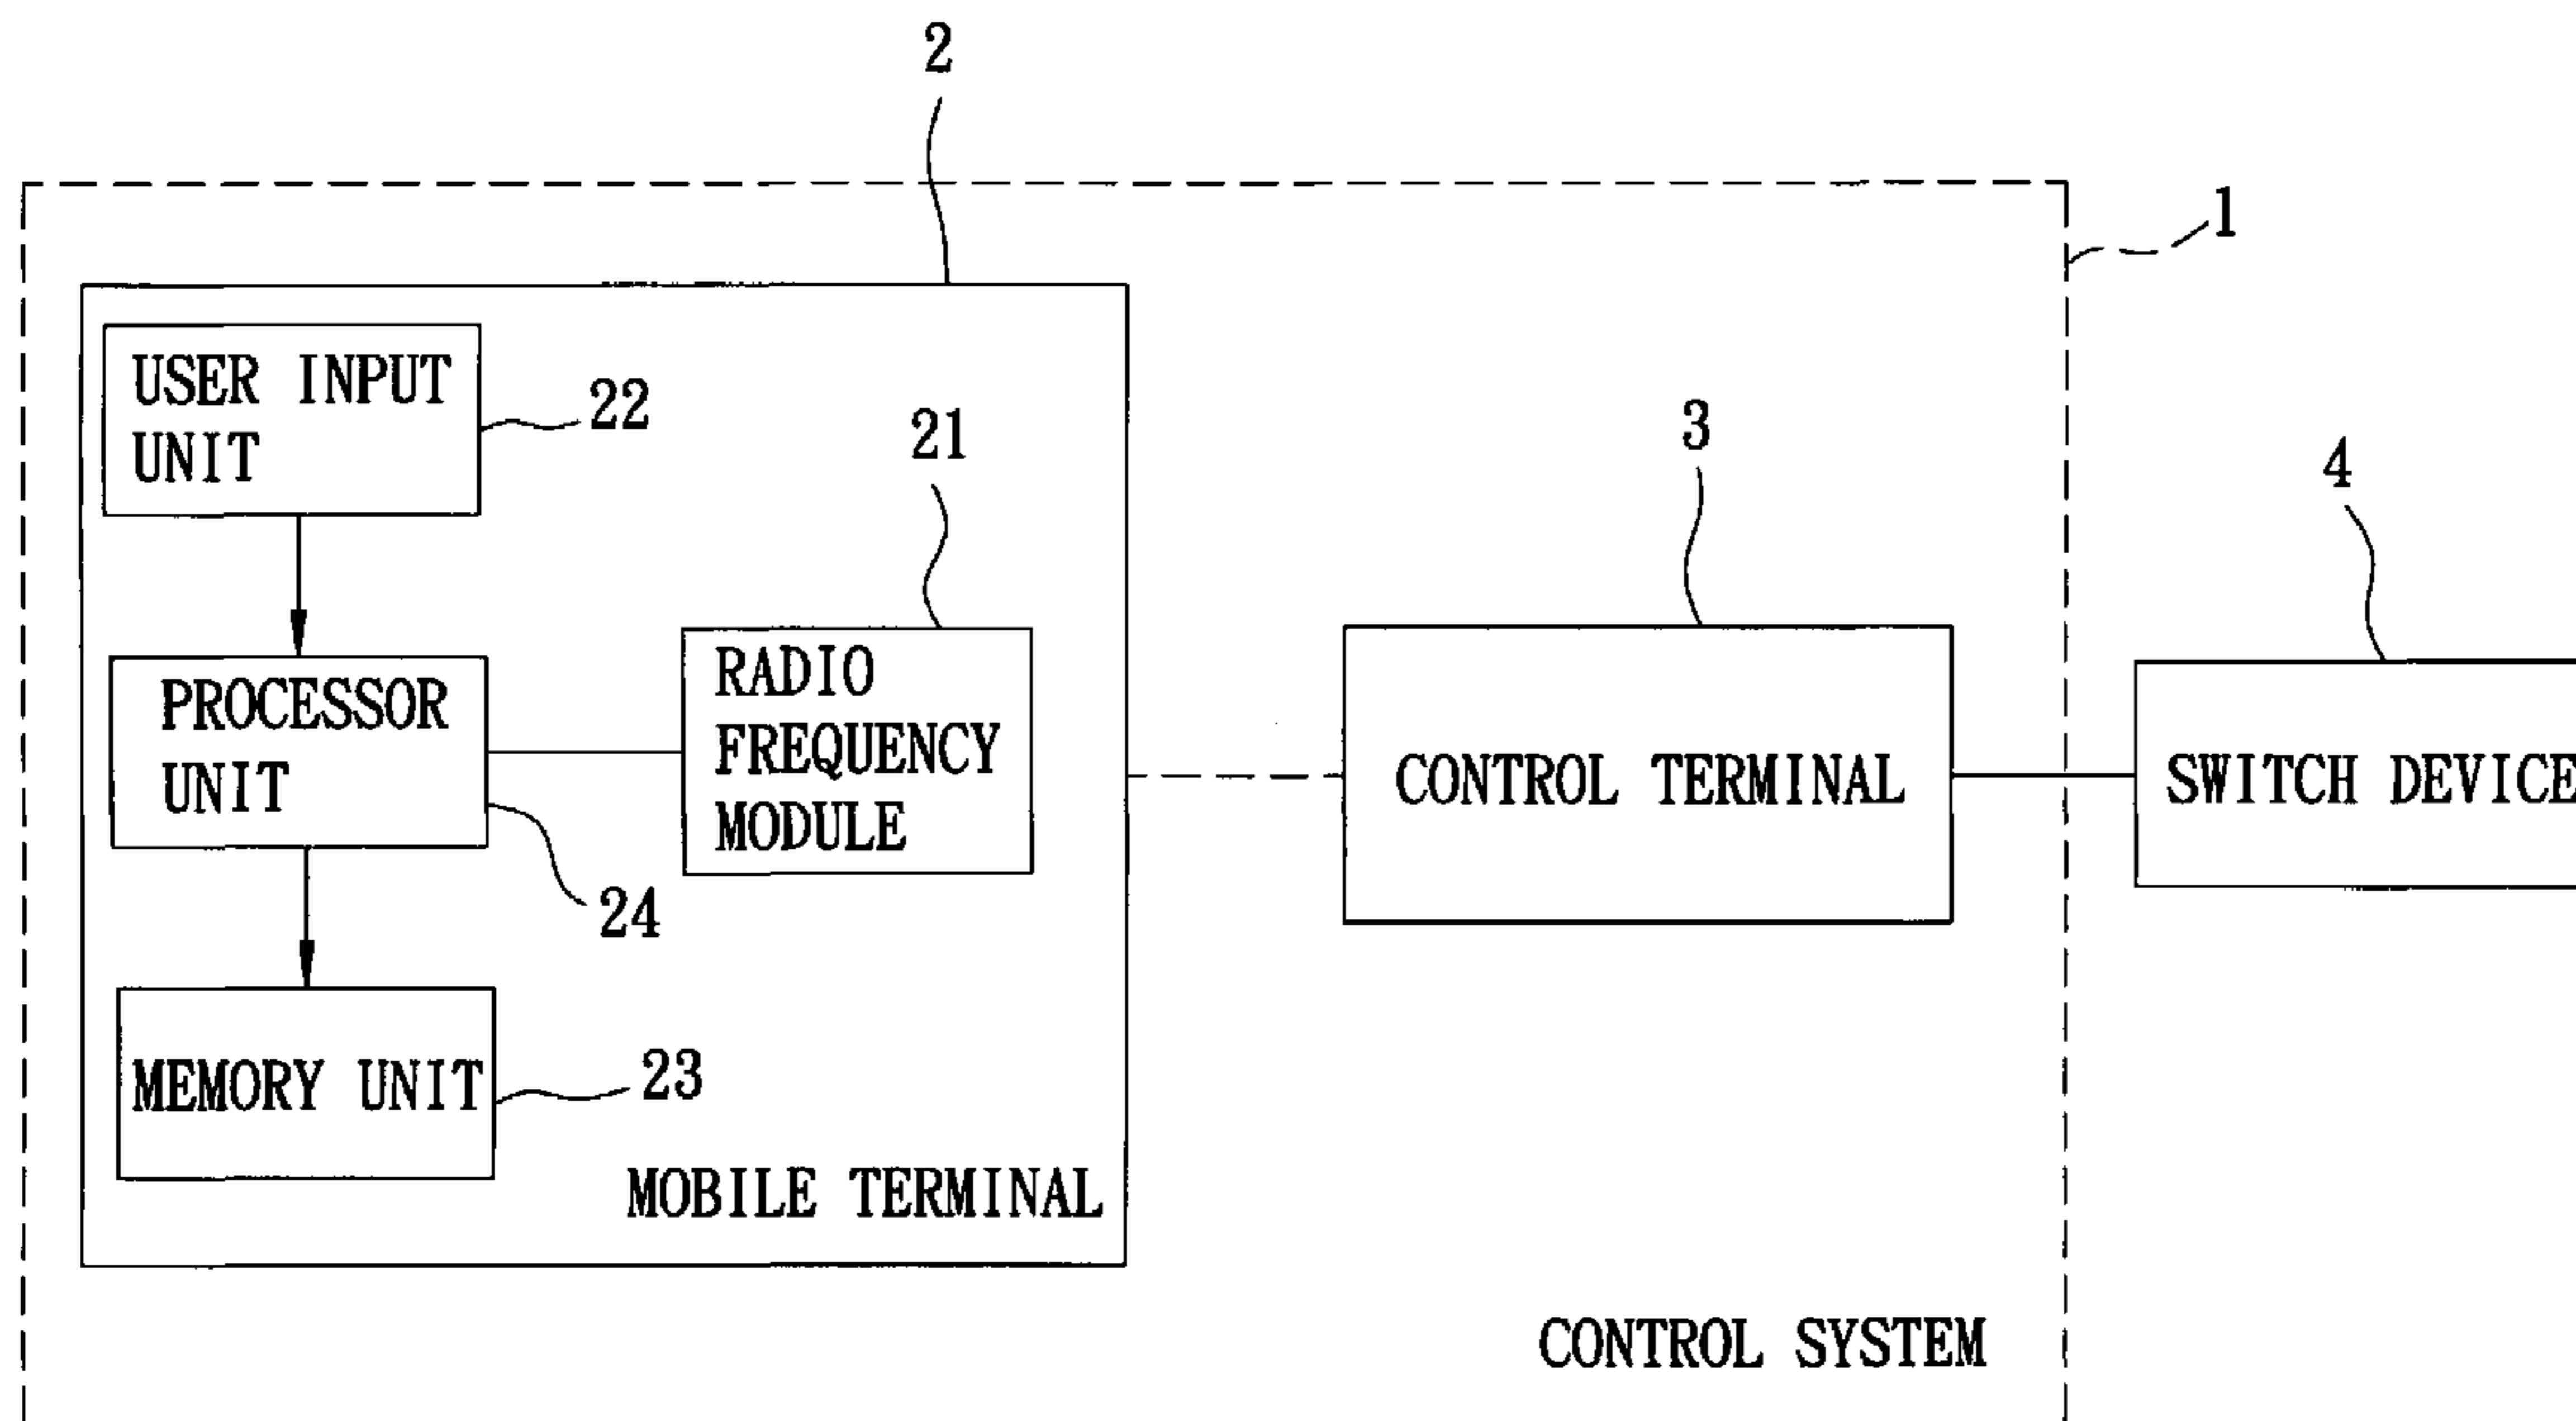 2
1
USER INPUT
UNIT
22
21
3
4
PROCESSOR
UNIT
RADIO
FREQUENCY
MODULE
CONTROL TERMINAL
SWITCH DEVICE
24
MEMORY UNIT
23
MOBILE TERMINAL
CONTROL SYSTEM